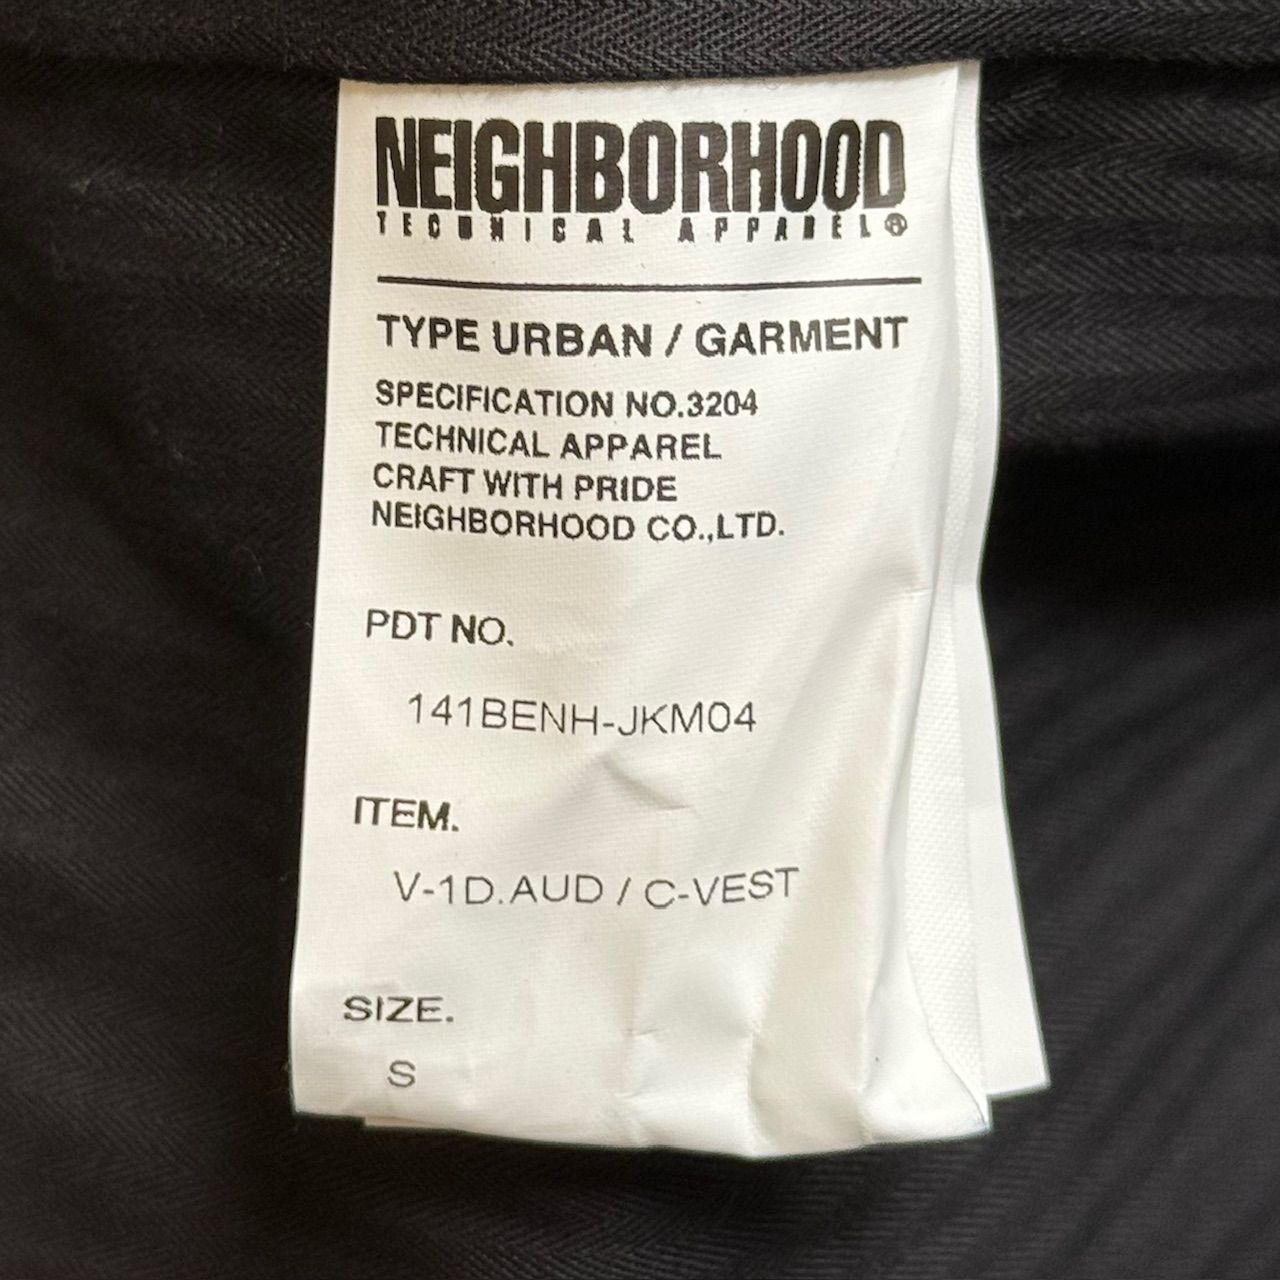 NEIGHBORHOOD
TECHNICAL APPAREL®
TYPE URBAN / GARMENT
SPECIFICATION NO.3204
TECHNICAL APPAREL
CRAFT WITH PRIDE
NEIGHBORHOOD CO.,LTD.
PDT NO.
141BENH-JKM04
ITEM.
V-1D.AUD / C-VEST
SIZE.
S